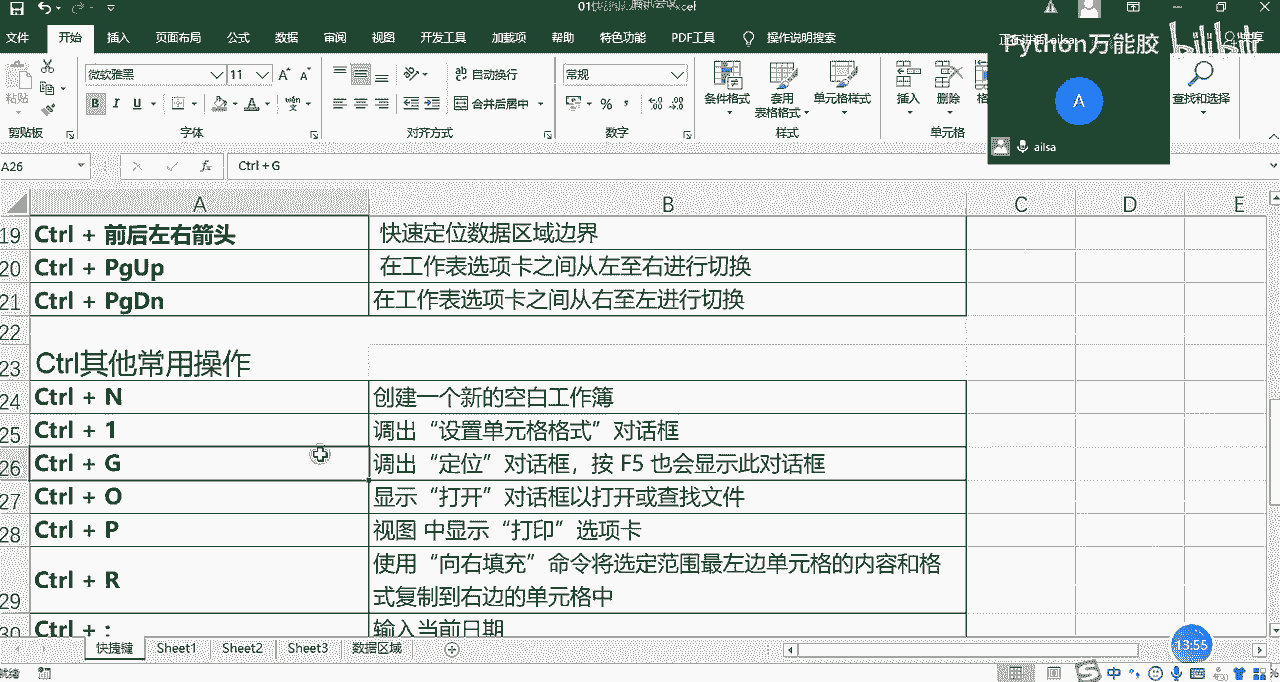 文件 开始 插入 页面布局 公式 数据 审阅 视图 开发工具 加载项 帮助 特色功能 PDF工具 操作说明搜索
Python万能胶 bilibili
粘贴
微软雅黑 11
B I U
自动换行
合并后居中
常规
条件格式
套用
表格格式
单元格样式
插入
删除
查找和选择
剪贴板 字体 对齐方式 数字 样式 单元格
A
ailsa
A26 Ctrl + G
A B C D E
19 Ctrl + 前后左右箭头 快速定位数据区域边界
20 Ctrl + PgUp 在工作表选项卡之间从左至右进行切换
21 Ctrl + PgDn 在工作表选项卡之间从右至左进行切换
22
23 Ctrl其他常用操作
24 Ctrl + N 创建一个新的空白工作簿
25 Ctrl + 1 调出“设置单元格格式”对话框
26 Ctrl + G 调出“定位”对话框，按 F5 也会显示此对话框
27 Ctrl + O 显示“打开”对话框以打开或查找文件
28 Ctrl + P 视图 中显示“打印”选项卡
29 Ctrl + R 使用“向右填充”命令将选定范围最左边单元格的内容和格
式复制到右边的单元格中
30 Ctrl + ; 输入当前日期
快捷键 Sheet1 Sheet2 Sheet3 数据区域
13:55
就绪
中